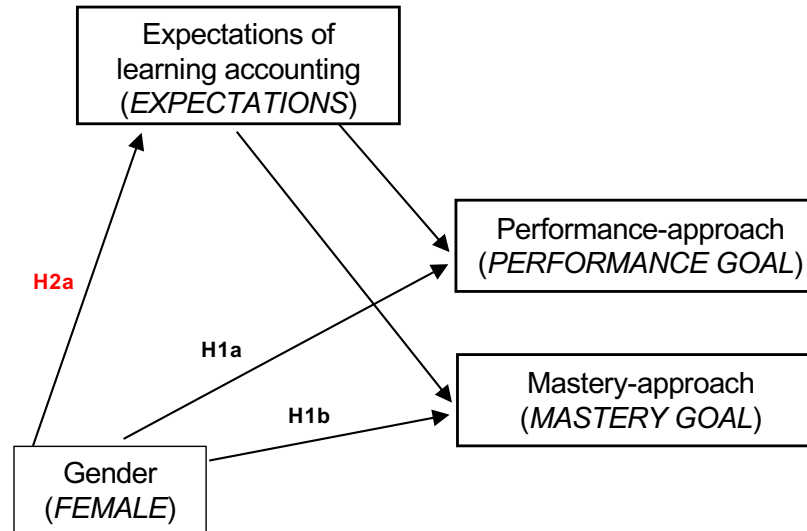 Expectations of
learning accounting
(EXPECTATIONS)
Performance-approach
(PERFORMANCE GOAL)
H2a
H1a
Mastery-approach
(MASTERY GOAL)
H1b
Gender
(FEMALE)